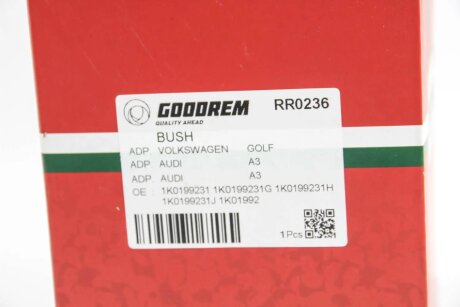 GOODREM RR0236
QUALITY AHEAD
BUSH
ADP. VOLKSWAGEN GOLF
ADP. AUDI A3
ADP. AUDI A3
OE : 1K0199231 1K0199231G 1K0199231H
1K0199231J 1K01992
1 Pcs